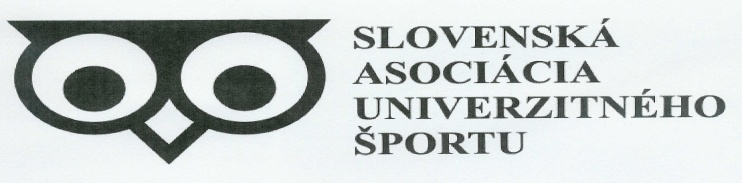 SLOVENSKÁ
ASOCIÁCIA
UNIVERZITNÉHO
ŠPORTU